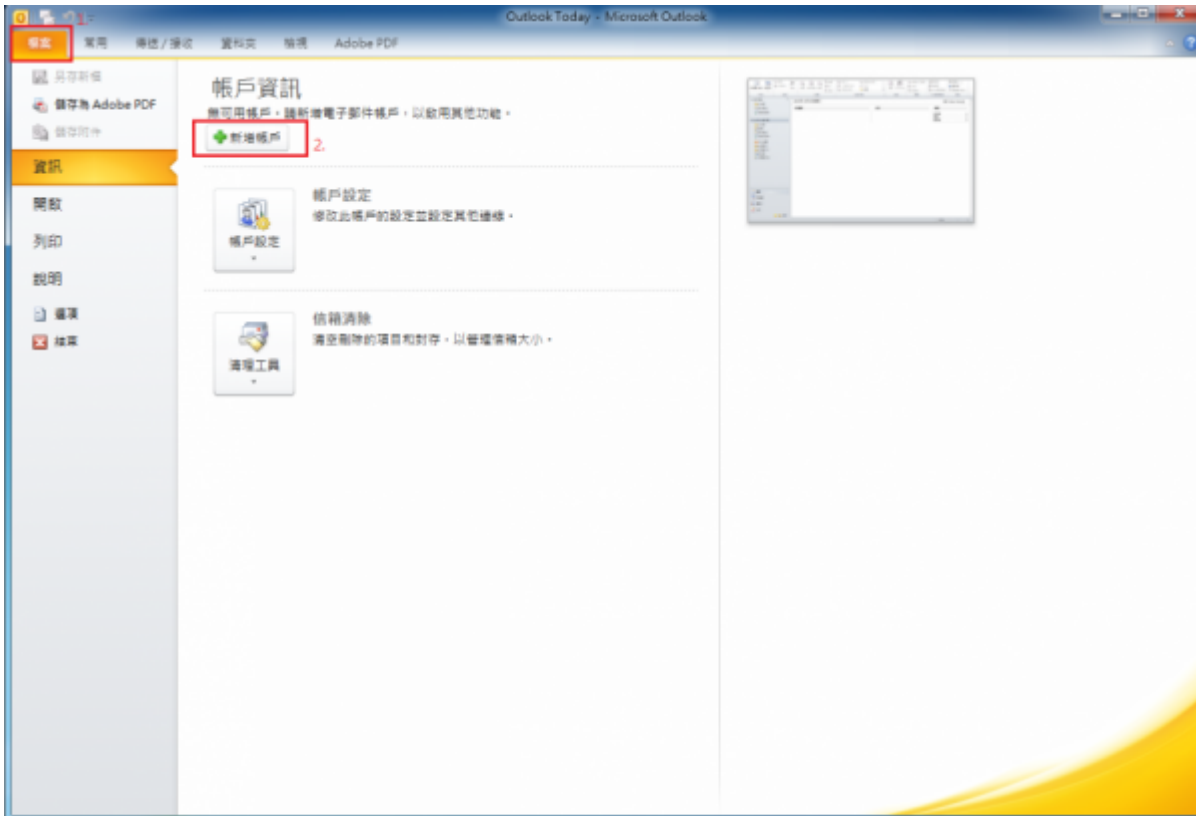 Outlook Today - Microsoft Outlook
1.
檔案 常用 傳送/接收 資料夾 檢視 Adobe PDF
另存新檔
儲存為 Adobe PDF
儲存附件
資訊
開啟
列印
說明
選項
結束
帳戶資訊
無可用帳戶。請新增電子郵件帳戶,以啟用其他功能。
新增帳戶
2.
帳戶設定
帳戶設定
修改此帳戶的設定並設定其他連線。
清理工具
信箱清除
清空刪除的項目和封存,以管理信箱大小。